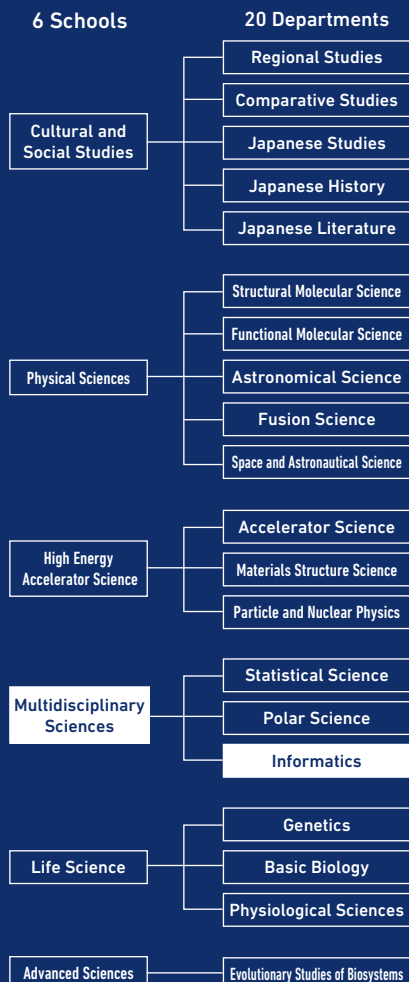 6 Schools
20 Departments
Cultural and
Social Studies
Regional Studies
Comparative Studies
Japanese Studies
Japanese History
Japanese Literature
Physical Sciences
Structural Molecular Science
Functional Molecular Science
Astronomical Science
Fusion Science
Space and Astronautical Science
High Energy
Accelerator Science
Accelerator Science
Materials Structure Science
Particle and Nuclear Physics
Multidisciplinary
Sciences
Statistical Science
Polar Science
Informatics
Life Science
Genetics
Basic Biology
Physiological Sciences
Advanced Sciences
Evolutionary Studies of Biosystems